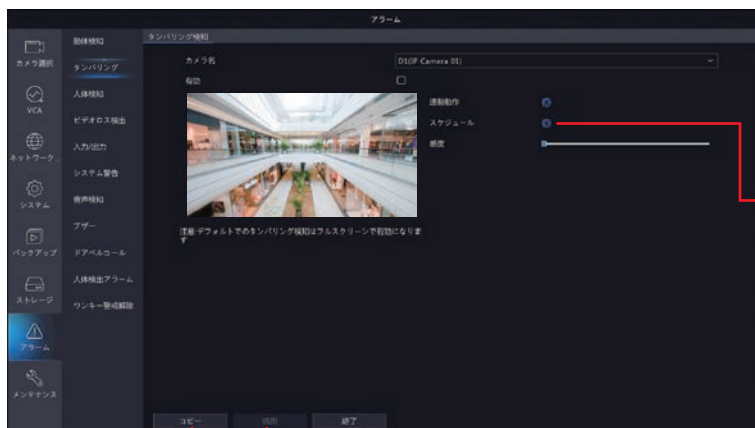 アラーム
カメラ選択
VCA
ネットワーク...
システム
バックアップ
ストレージ
アラーム
メンテナンス
動体検知
タンパリング
人体検知
ビデオロス検出
入力/出力
システム警告
音声検知
ブザー
ドアベルコール
人体検出アラーム
ワンキー警戒解除
タンパリング検知
カメラ名 D1(IP Camera 01)
有効
連動動作
スケジュール
感度
注意:デフォルトでのタンパリング検知はフルスクリーンで有効になりま
す
コピー 適用 終了